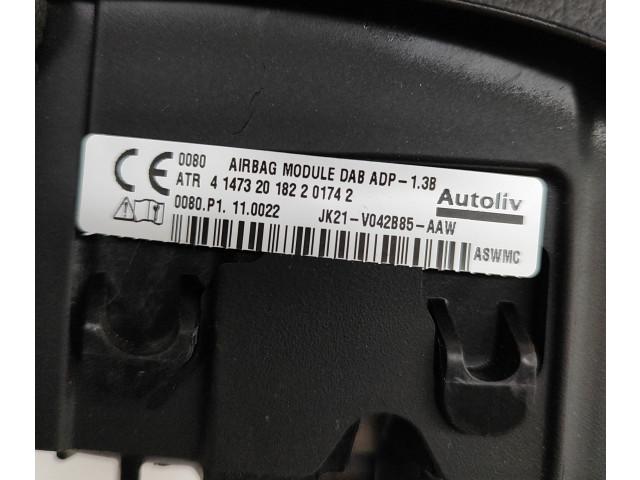 CE 0080 AIRBAG MODULE DAB ADP-1.3B
ATR 4 1473 20 182 2 0174 2
Autoliv
0080.P1. 11.0022 JK21-V042B85-AAW
ASWMC